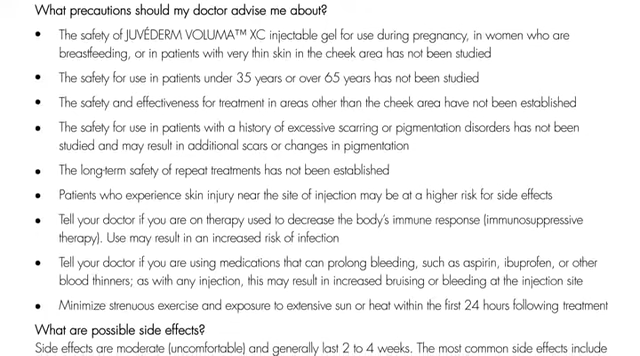 What precautions should my doctor advise me about?
• The safety of JUVÉDERM VOLUMA™ XC injectable gel for use during pregnancy, in women who are
breastfeeding, or in patients with very thin skin in the cheek area has not been studied
• The safety for use in patients under 35 years or over 65 years has not been studied
• The safety and effectiveness for treatment in areas other than the cheek area have not been established
• The safety for use in patients with a history of excessive scarring or pigmentation disorders has not been
studied and may result in additional scars or changes in pigmentation
• The long-term safety of repeat treatments has not been established
• Patients who experience skin injury near the site of injection may be at a higher risk for side effects
• Tell your doctor if you are on therapy used to decrease the body's immune response (immunosuppressive
therapy). Use may result in an increased risk of infection
• Tell your doctor if you are using medications that can prolong bleeding, such as aspirin, ibuprofen, or other
blood thinners; as with any injection, this may result in increased bruising or bleeding at the injection site
• Minimize strenuous exercise and exposure to extensive sun or heat within the first 24 hours following treatment
What are possible side effects?
Side effects are moderate (uncomfortable) and generally last 2 to 4 weeks. The most common side effects include